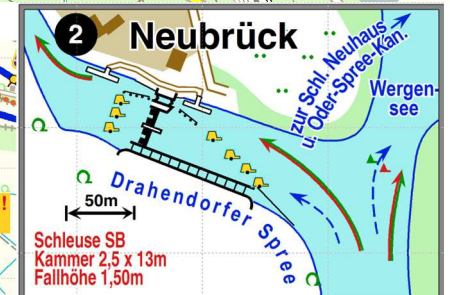 2 Neubrück
zur Schl. Neuhaus
u. Oder-Spree-Kan.
Wergen-
see
Drahendorfer Spree
50m
Schleuse SB
Kammer 2,5 x 13m
Fallhöhe 1,50m
!